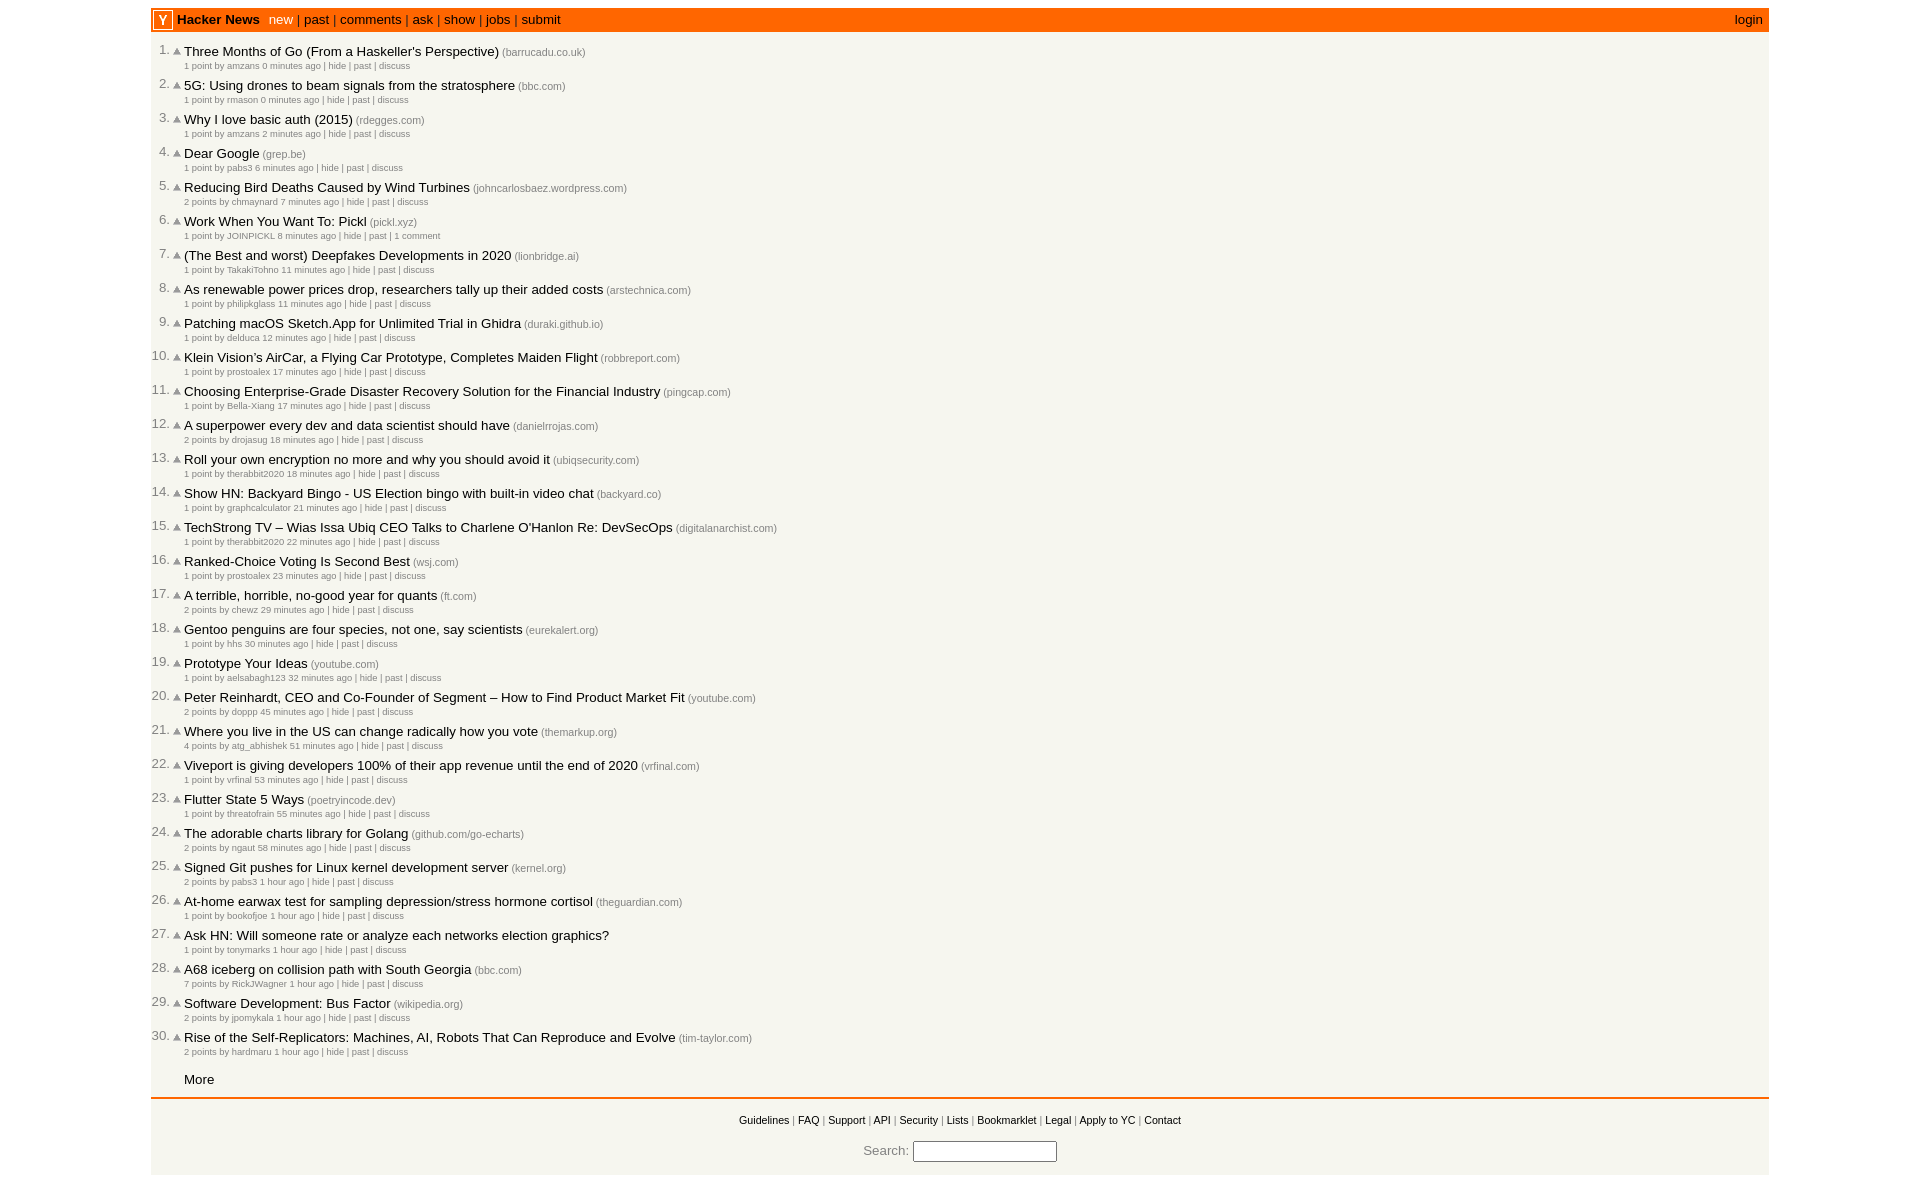 Y Hacker News new | past | comments | ask | show | jobs | submit login
1. Three Months of Go (From a Haskeller's Perspective) (barrucadu.co.uk)
1 point by amzans 0 minutes ago | hide | past | discuss
2. 5G: Using drones to beam signals from the stratosphere (bbc.com)
1 point by rmason 0 minutes ago | hide | past | discuss
3. Why I love basic auth (2015) (rdegges.com)
1 point by amzans 2 minutes ago | hide | past | discuss
4. Dear Google (grep.be)
1 point by pabs3 6 minutes ago | hide | past | discuss
5. Reducing Bird Deaths Caused by Wind Turbines (johncarlosbaez.wordpress.com)
2 points by chmaynard 7 minutes ago | hide | past | discuss
6. Work When You Want To: Pickl (pickl.xyz)
1 point by JOINPICKL 8 minutes ago | hide | past | 1 comment
7. (The Best and worst) Deepfakes Developments in 2020 (lionbridge.ai)
1 point by TakakiTohno 11 minutes ago | hide | past | discuss
8. As renewable power prices drop, researchers tally up their added costs (arstechnica.com)
1 point by philipkglass 11 minutes ago | hide | past | discuss
9. Patching macOS Sketch.App for Unlimited Trial in Ghidra (duraki.github.io)
1 point by delduca 12 minutes ago | hide | past | discuss
10. Klein Vision’s AirCar, a Flying Car Prototype, Completes Maiden Flight (robbreport.com)
1 point by prostoalex 17 minutes ago | hide | past | discuss
11. Choosing Enterprise-Grade Disaster Recovery Solution for the Financial Industry (pingcap.com)
1 point by Bella-Xiang 17 minutes ago | hide | past | discuss
12. A superpower every dev and data scientist should have (danielrrojas.com)
2 points by drojasug 18 minutes ago | hide | past | discuss
13. Roll your own encryption no more and why you should avoid it (ubiqsecurity.com)
1 point by therabbit2020 18 minutes ago | hide | past | discuss
14. Show HN: Backyard Bingo - US Election bingo with built-in video chat (backyard.co)
1 point by graphcalculator 21 minutes ago | hide | past | discuss
15. TechStrong TV – Wias Issa Ubiq CEO Talks to Charlene O'Hanlon Re: DevSecOps (digitalanarchist.com)
1 point by therabbit2020 22 minutes ago | hide | past | discuss
16. Ranked-Choice Voting Is Second Best (wsj.com)
1 point by prostoalex 23 minutes ago | hide | past | discuss
17. A terrible, horrible, no-good year for quants (ft.com)
2 points by chewz 29 minutes ago | hide | past | discuss
18. Gentoo penguins are four species, not one, say scientists (eurekalert.org)
1 point by hhs 30 minutes ago | hide | past | discuss
19. Prototype Your Ideas (youtube.com)
1 point by aelsabagh123 32 minutes ago | hide | past | discuss
20. Peter Reinhardt, CEO and Co-Founder of Segment – How to Find Product Market Fit (youtube.com)
2 points by doppp 45 minutes ago | hide | past | discuss
21. Where you live in the US can change radically how you vote (themarkup.org)
4 points by atg_abhishek 51 minutes ago | hide | past | discuss
22. Viveport is giving developers 100% of their app revenue until the end of 2020 (vrfinal.com)
1 point by vrfinal 53 minutes ago | hide | past | discuss
23. Flutter State 5 Ways (poetryincode.dev)
1 point by threatofrain 55 minutes ago | hide | past | discuss
24. The adorable charts library for Golang (github.com/go-echarts)
2 points by ngaut 58 minutes ago | hide | past | discuss
25. Signed Git pushes for Linux kernel development server (kernel.org)
2 points by pabs3 1 hour ago | hide | past | discuss
26. At-home earwax test for sampling depression/stress hormone cortisol (theguardian.com)
1 point by bookofjoe 1 hour ago | hide | past | discuss
27. Ask HN: Will someone rate or analyze each networks election graphics?
1 point by tonymarks 1 hour ago | hide | past | discuss
28. A68 iceberg on collision path with South Georgia (bbc.com)
7 points by RickJWagner 1 hour ago | hide | past | discuss
29. Software Development: Bus Factor (wikipedia.org)
2 points by jpomykala 1 hour ago | hide | past | discuss
30. Rise of the Self-Replicators: Machines, AI, Robots That Can Reproduce and Evolve (tim-taylor.com)
2 points by hardmaru 1 hour ago | hide | past | discuss
More
Guidelines | FAQ | Support | API | Security | Lists | Bookmarklet | Legal | Apply to YC | Contact
Search: